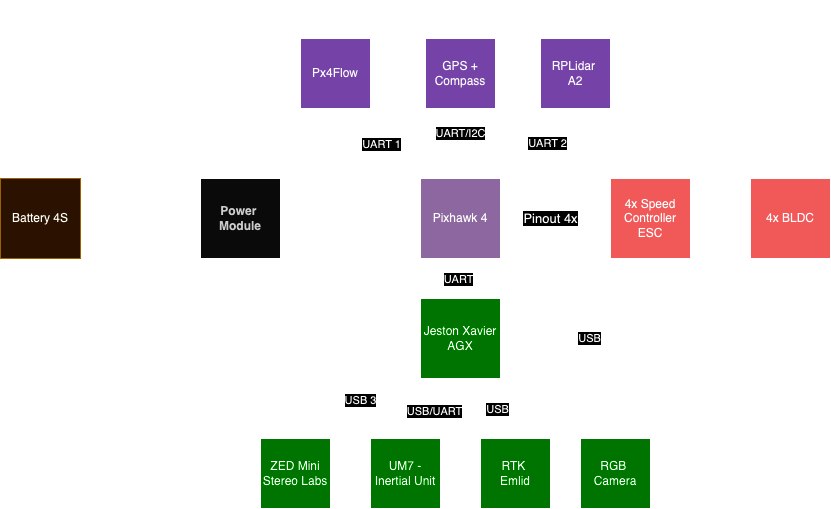 Px4Flow
GPS +
Compass
RPLidar
A2
UART 1
UART/I2C
UART 2
Battery 4S
Power
Module
Pixhawk 4
Pinout 4x
4x Speed
Controller
ESC
4x BLDC
UART
Jeston Xavier
AGX
USB
USB 3
USB/UART
USB
ZED Mini
Stereo Labs
UM7 -
Inertial Unit
RTK
Emlid
RGB
Camera